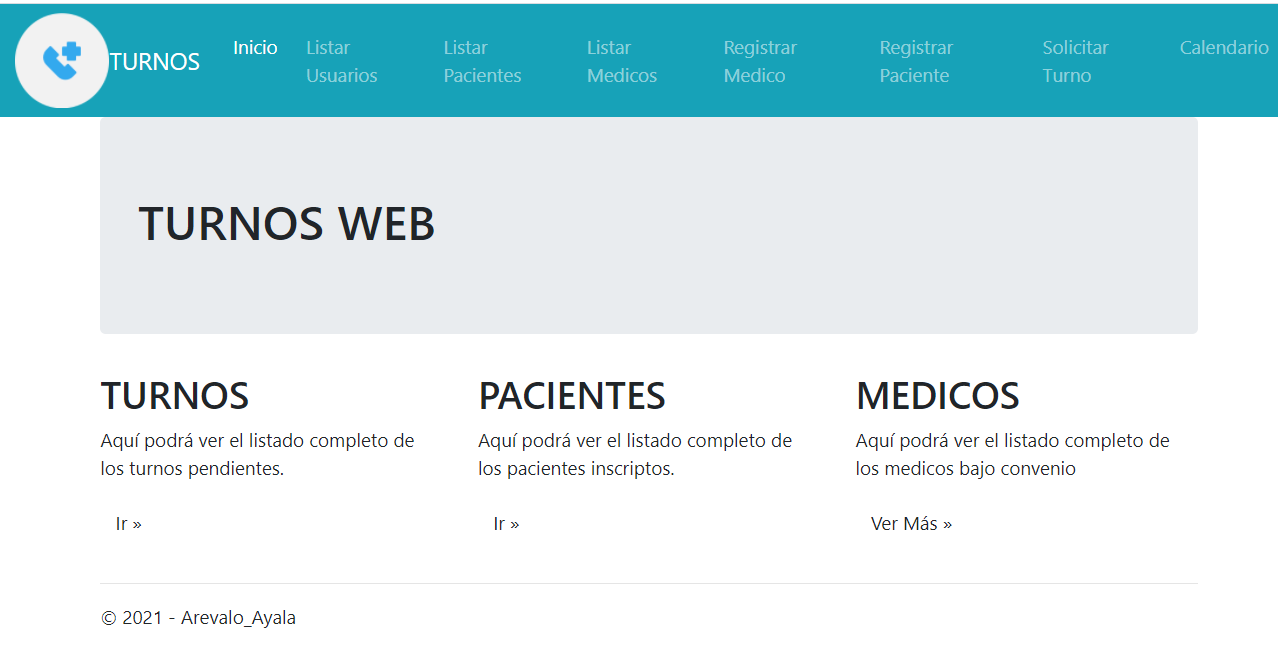 TURNOS
Inicio
Listar
Usuarios
Listar
Pacientes
Listar
Medicos
Registrar
Medico
Registrar
Paciente
Solicitar
Turno
Calendario
TURNOS WEB
TURNOS
Aquí podrá ver el listado completo de
los turnos pendientes.
Ir »
PACIENTES
Aquí podrá ver el listado completo de
los pacientes inscriptos.
Ir »
MEDICOS
Aquí podrá ver el listado completo de
los medicos bajo convenio
Ver Más »
© 2021 - Arevalo_Ayala